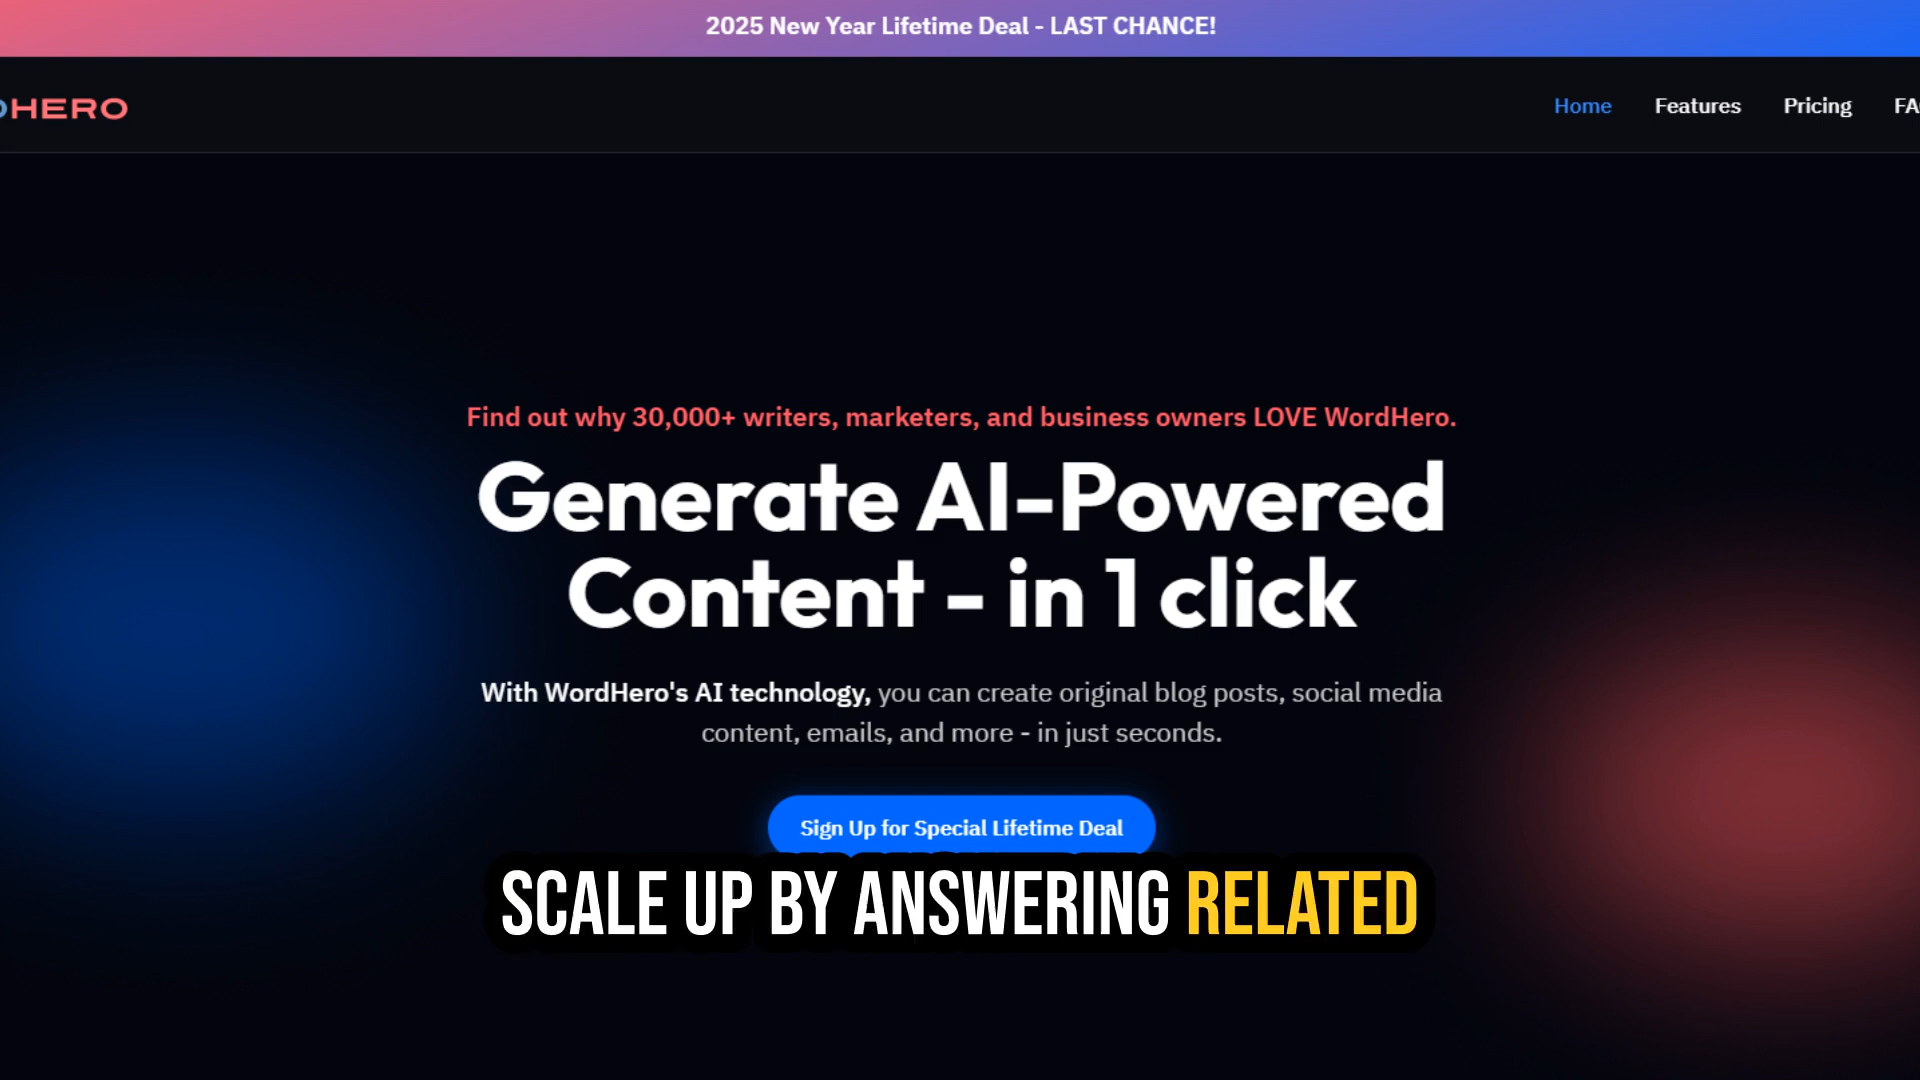 2025 New Year Lifetime Deal - LAST CHANCE!
HERO
Home Features Pricing
Find out why 30,000+ writers, marketers, and business owners LOVE WordHero.
Generate AI-Powered
Content - in 1 click
With WordHero's AI technology, you can create original blog posts, social media
content, emails, and more - in just seconds.
Sign Up for Special Lifetime Deal
SCALE UP BY ANSWERING RELATED